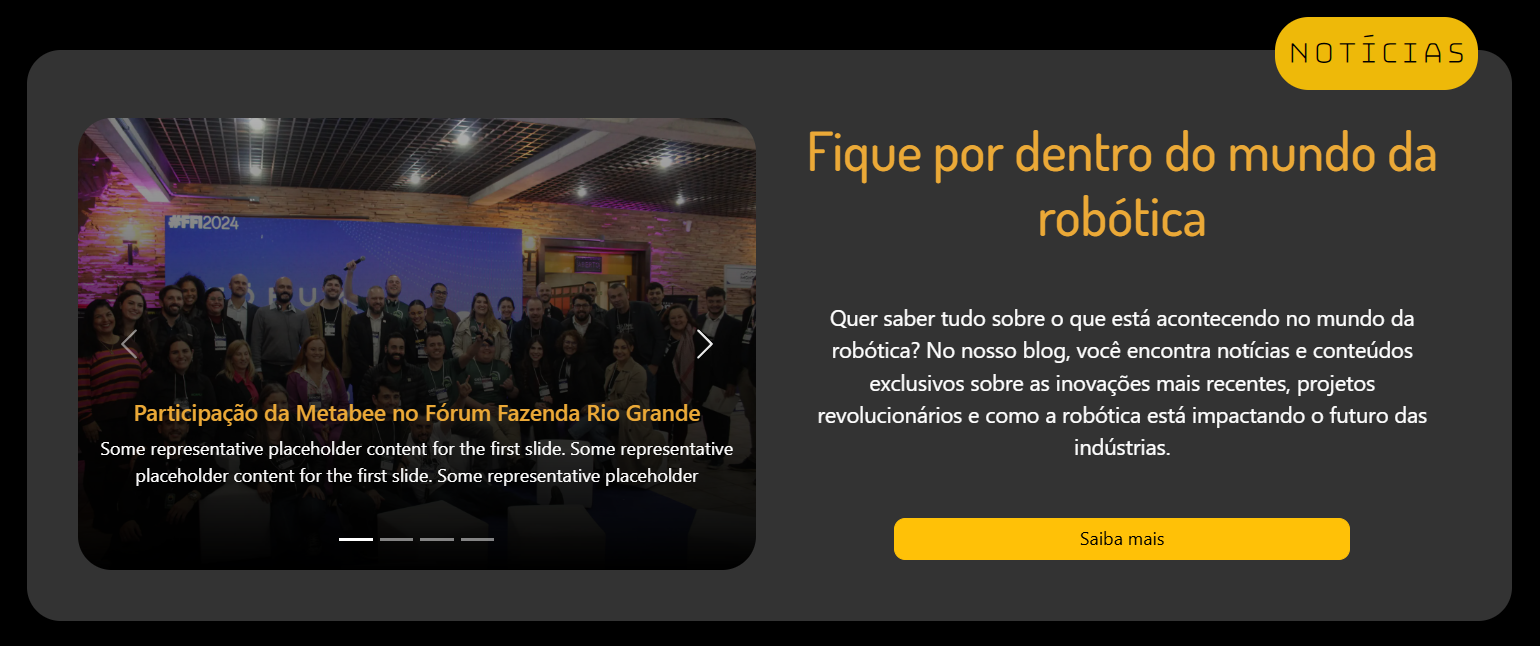 NOTÍCIAS
#FFI2024
Participação da Metabee no Fórum Fazenda Rio Grande
Some representative placeholder content for the first slide. Some representative
placeholder content for the first slide. Some representative placeholder
Fique por dentro do mundo da
robótica
Quer saber tudo sobre o que está acontecendo no mundo da
robótica? No nosso blog, você encontra notícias e conteúdos
exclusivos sobre as inovações mais recentes, projetos
revolucionários e como a robótica está impactando o futuro das
indústrias.
Saiba mais